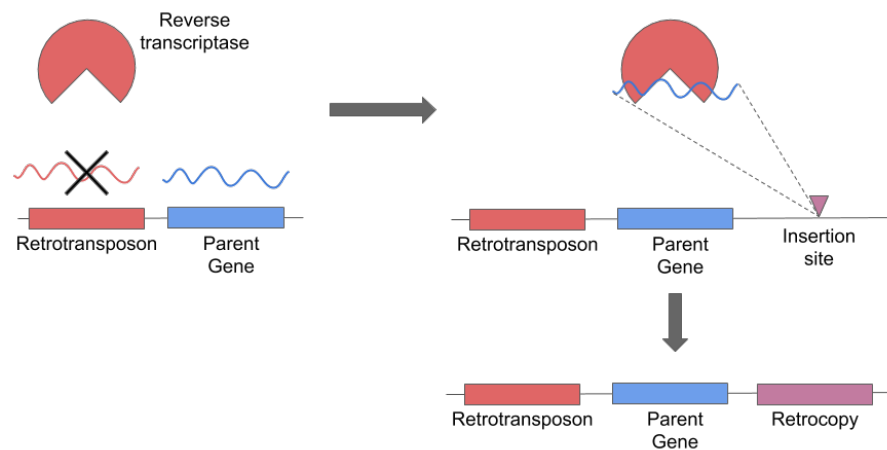 Reverse
transcriptase
Retrotransposon
Parent
Gene
Retrotransposon
Parent
Gene
Insertion
site
Retrotransposon
Parent
Gene
Retrocopy